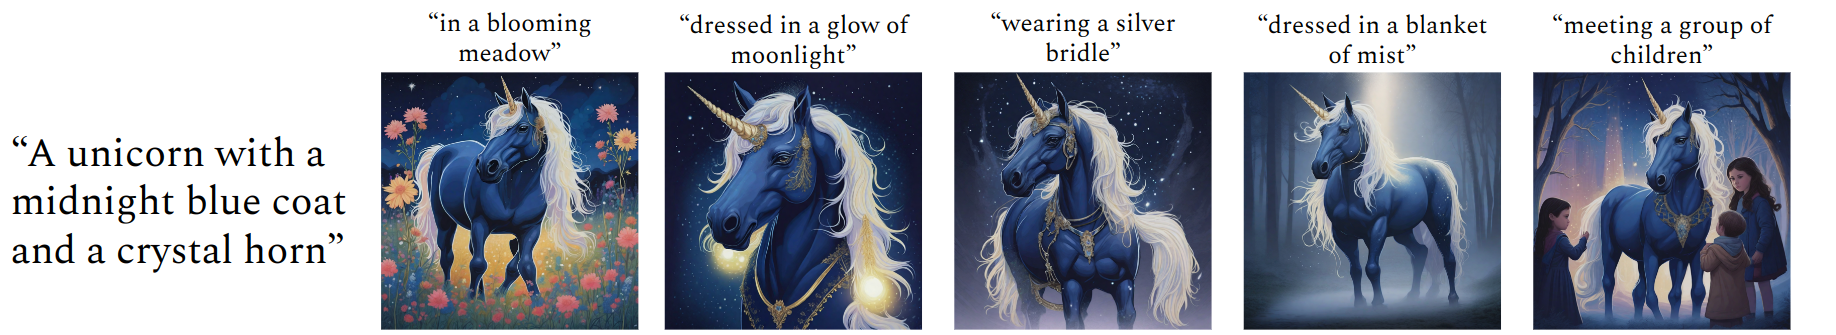 “A unicorn with a
midnight blue coat
and a crystal horn”
“in a blooming
meadow”
“dressed in a glow of
moonlight”
“wearing a silver
bridle”
“dressed in a blanket
of mist”
“meeting a group of
children”